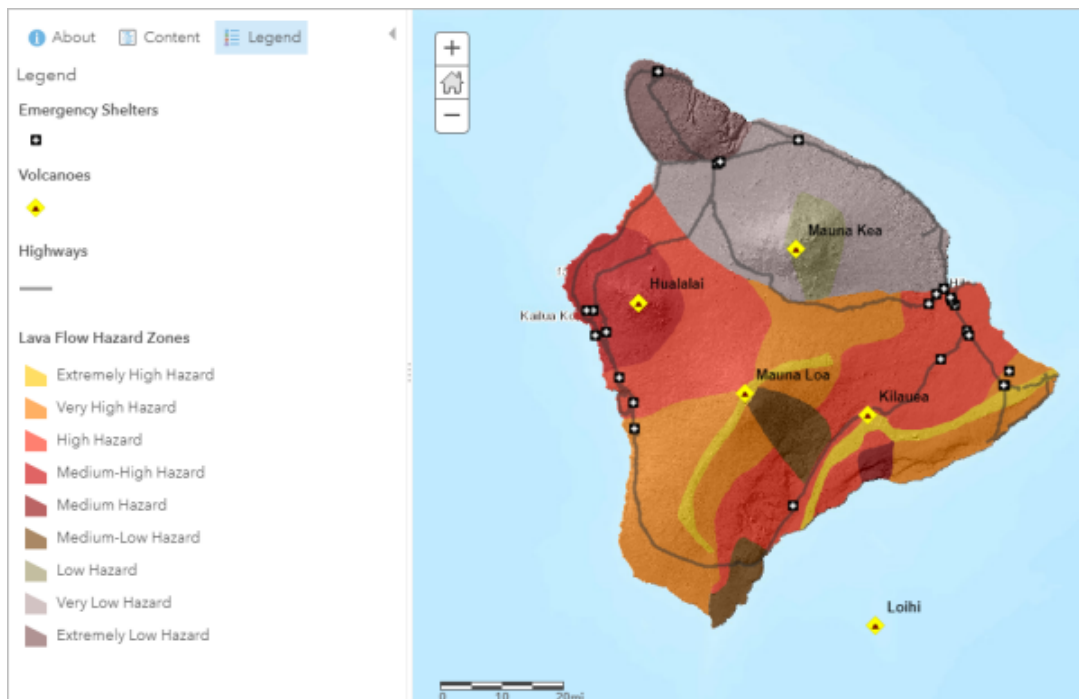 About Content Legend
Legend
Emergency Shelters
Volcanoes
Highways
Lava Flow Hazard Zones
Extremely High Hazard
Very High Hazard
High Hazard
Medium-High Hazard
Medium Hazard
Medium-Low Hazard
Low Hazard
Very Low Hazard
Extremely Low Hazard
+
−
Mauna Kea
Hualalai
Kailua Ko
Mauna Loa
Kilauea
Loihi
0 10 20mi